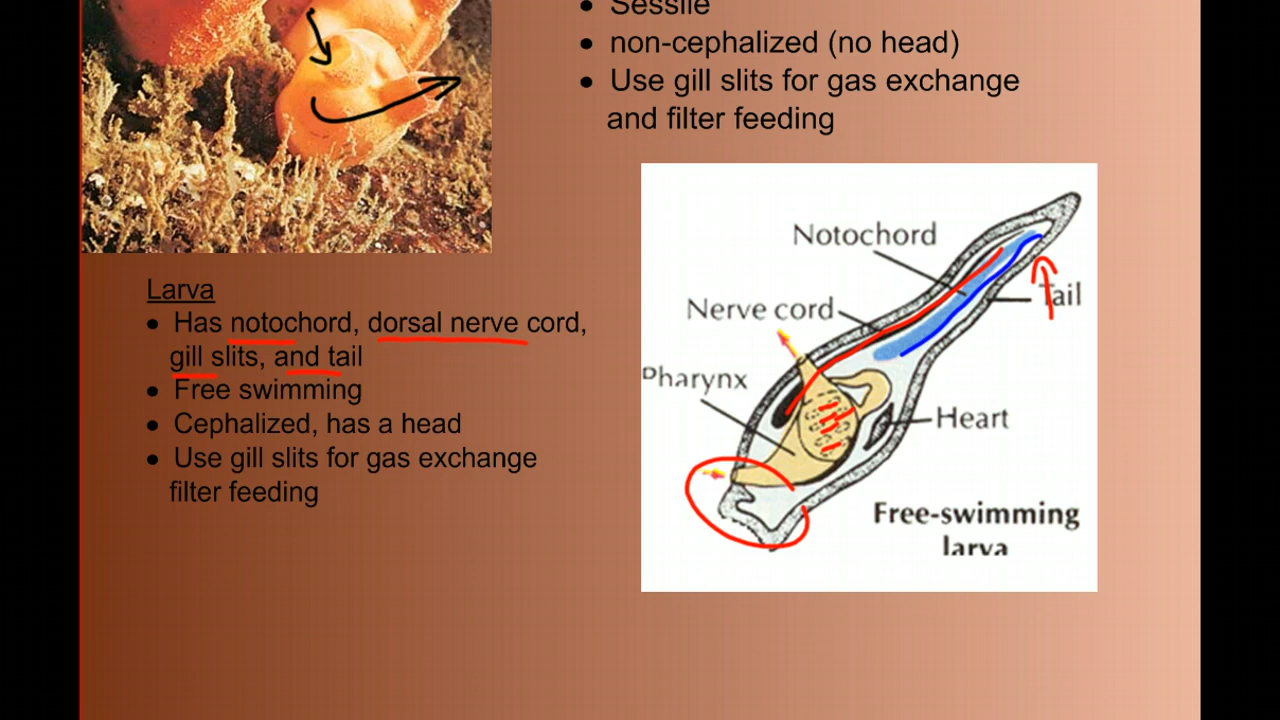 ● Sessile
● non-cephalized (no head)
● Use gill slits for gas exchange
and filter feeding
Larva
● Has notochord, dorsal nerve cord,
gill slits, and tail
● Free swimming
● Cephalized, has a head
● Use gill slits for gas exchange
filter feeding
Notochord
Nerve cord
Tail
Pharynx
Heart
Free-swimming
larva